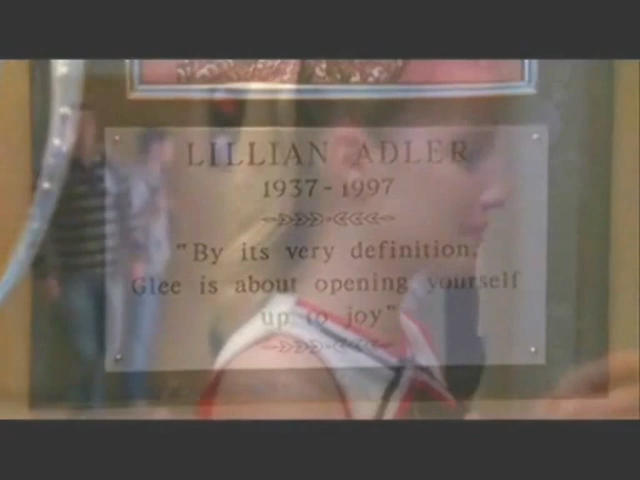 LILLIAN ADLER
1937-1997
"By its very definition,
Glee is about opening yourself
up to joy"